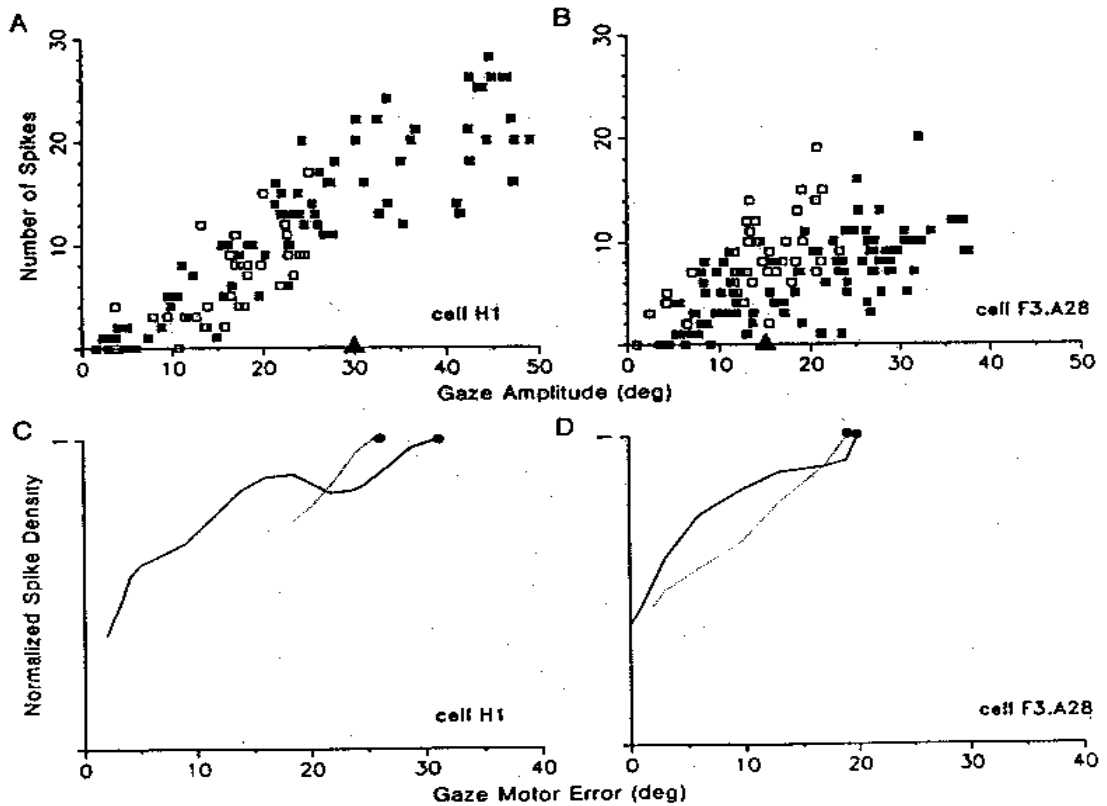 A
B
30
20
10
Number of Spikes
cell H1
0 10 20 30 40 50
30
20
10
0
cell F3.A28
0 10 20 30 40 50
Gaze Amplitude (deg)
C
D
1
Normalized Spike Density
cell H1
0 10 20 30 40
1
cell F3.A28
0 10 20 30 40
Gaze Motor Error (deg)